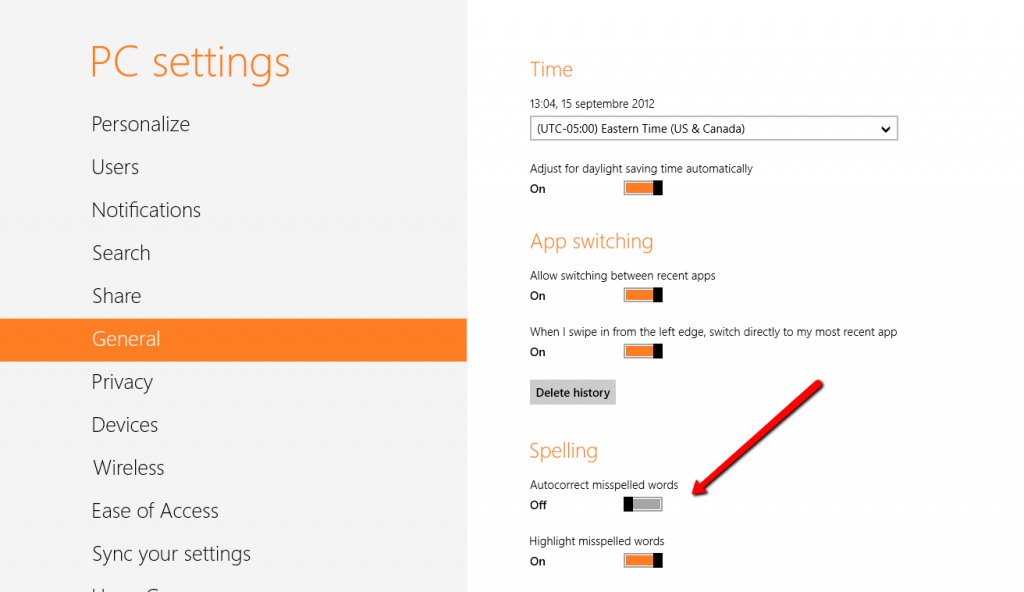 PC settings
Personalize
Users
Notifications
Search
Share
General
Privacy
Devices
Wireless
Ease of Access
Sync your settings
Time
13:04, 15 septembre 2012
(UTC-05:00) Eastern Time (US & Canada)
Adjust for daylight saving time automatically
On
App switching
Allow switching between recent apps
On
When I swipe in from the left edge, switch directly to my most recent app
On
Delete history
Spelling
Autocorrect misspelled words
Off
Highlight misspelled words
On